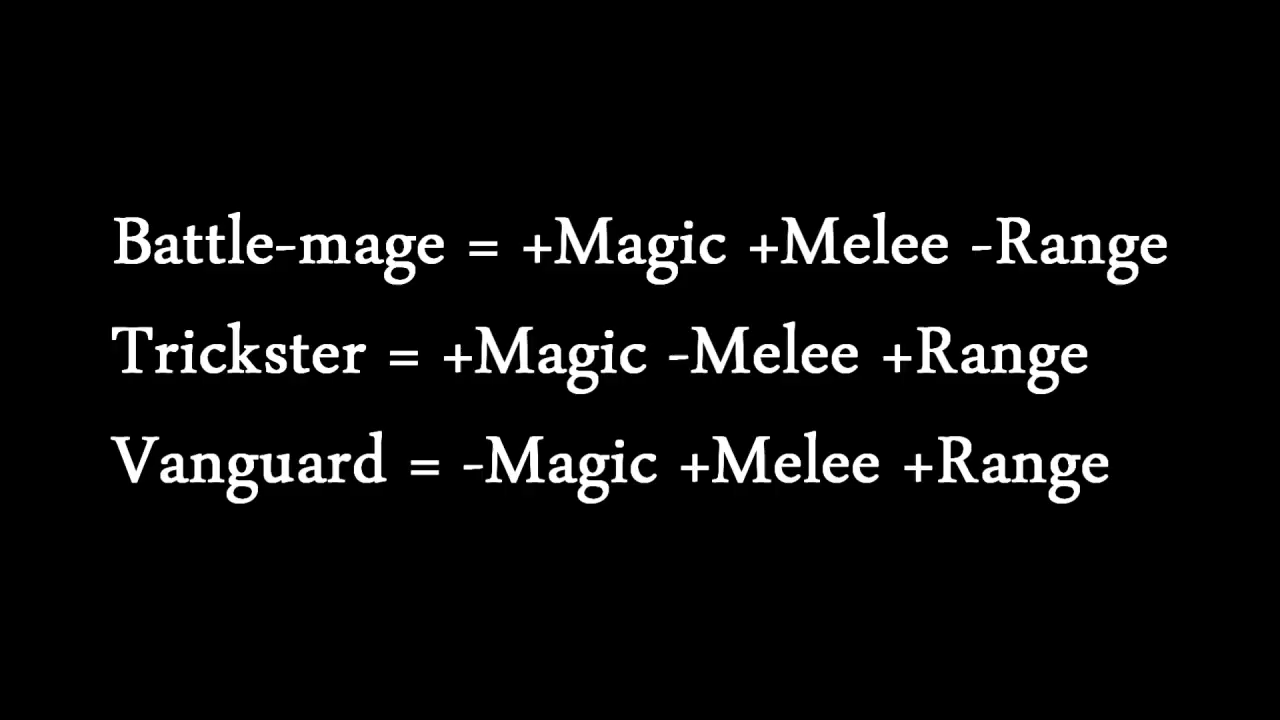 Battle-mage = +Magic +Melee -Range
Trickster = +Magic -Melee +Range
Vanguard = -Magic +Melee +Range